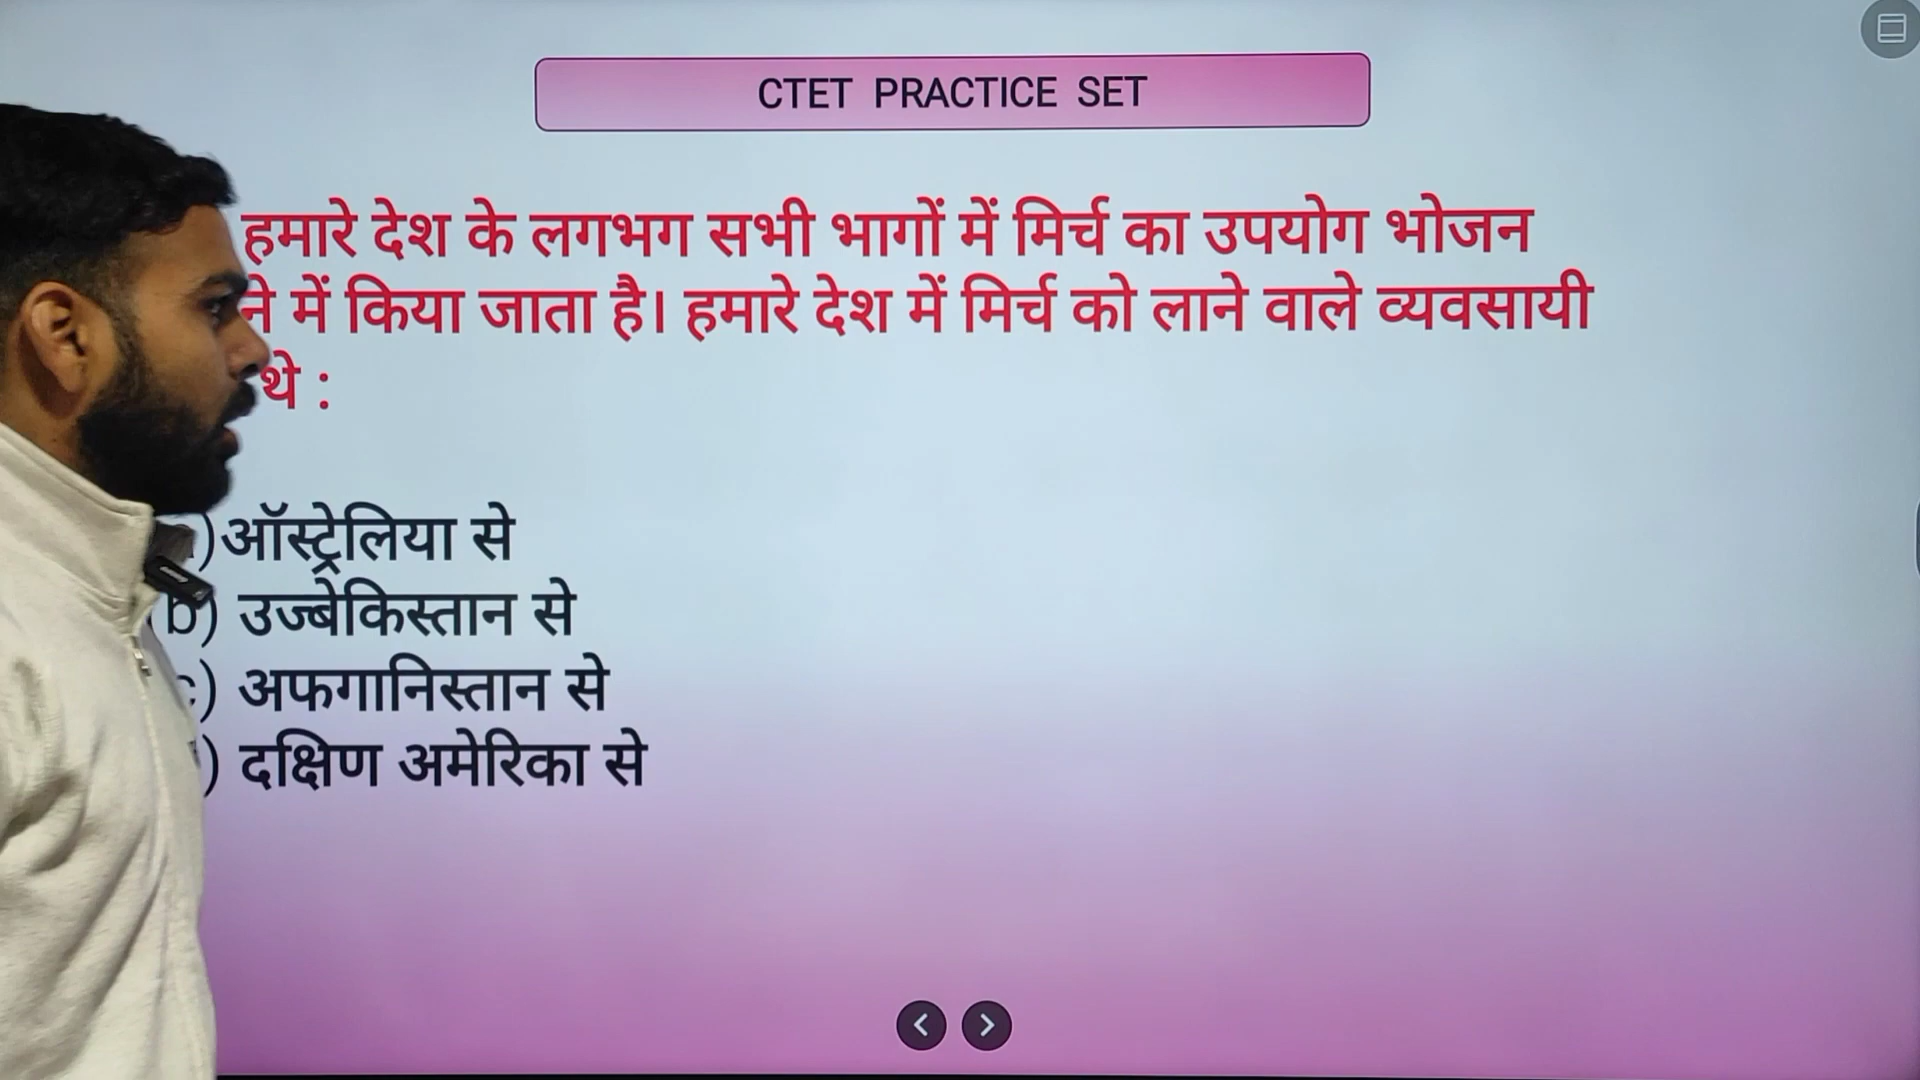 CTET PRACTICE SET
हमारे देश के लगभग सभी भागों में मिर्च का उपयोग भोजन
में किया जाता है। हमारे देश में मिर्च को लाने वाले व्यवसायी
थे :
)ऑस्ट्रेलिया से
b) उज्बेकिस्तान से
c) अफगानिस्तान से
) दक्षिण अमेरिका से